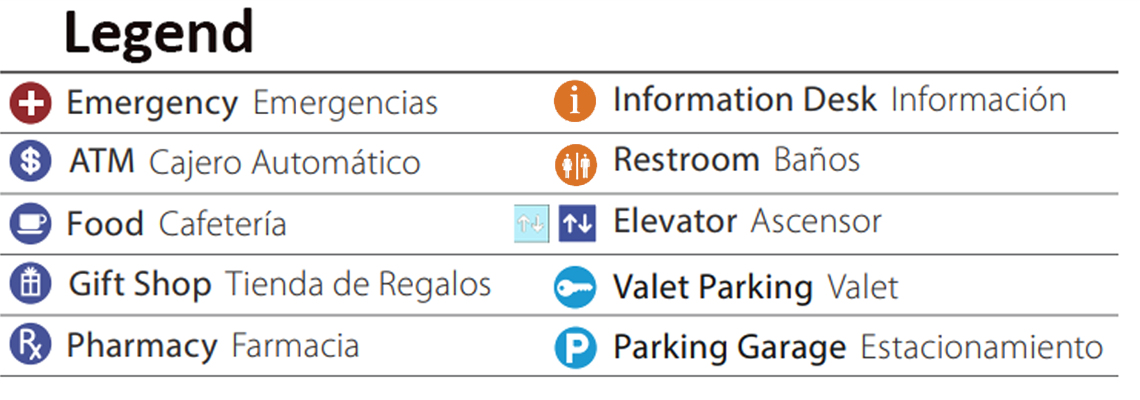 Legend
Emergency Emergencias
ATM Cajero Automático
Food Cafetería
Gift Shop Tienda de Regalos
Rx Pharmacy Farmacia
i Information Desk Información
Restroom Baños
Elevator Ascensor
Valet Parking Valet
P Parking Garage Estacionamiento